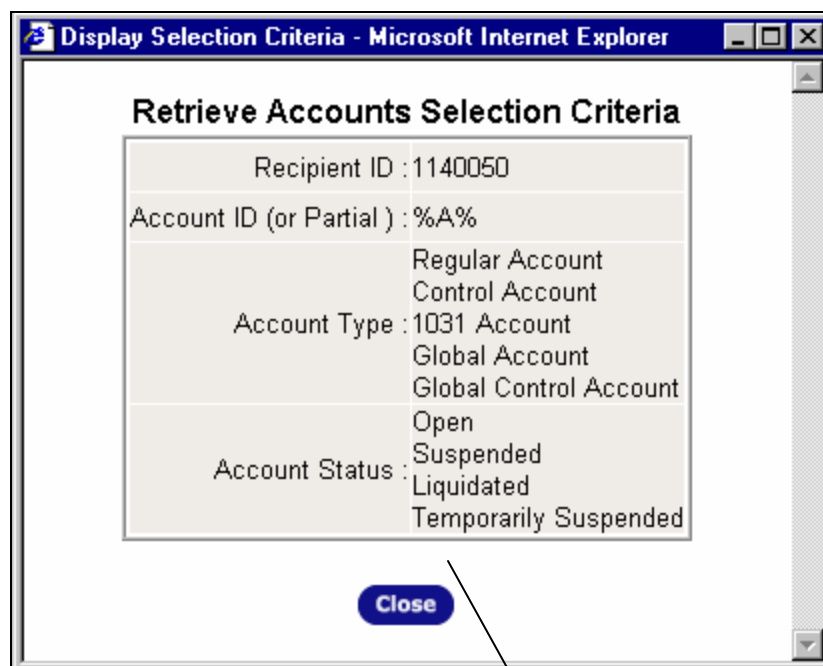 Display Selection Criteria - Microsoft Internet Explorer
Retrieve Accounts Selection Criteria
Recipient ID : 1140050
Account ID (or Partial ) : %A%
Account Type : Regular Account
Control Account
1031 Account
Global Account
Global Control Account
Account Status : Open
Suspended
Liquidated
Temporarily Suspended
Close